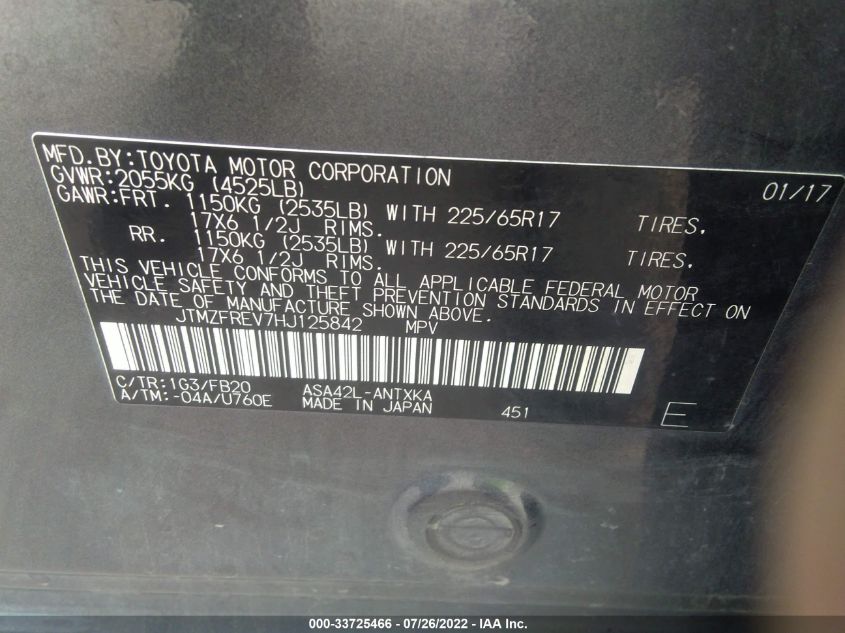 MFD.BY:TOYOTA MOTOR CORPORATION 01/17
GVWR:2055KG (4525LB)
GAWR:FRT. 1150KG (2535LB) WITH 225/65R17 TIRES,
17X6 1/2J RIMS.
RR. 1150KG (2535LB) WITH 225/65R17 TIRES,
17X6 1/2J RIMS.
THIS VEHICLE CONFORMS TO ALL APPLICABLE FEDERAL MOTOR
VEHICLE SAFETY AND THEFT PREVENTION STANDARDS IN EFFECT ON
THE DATE OF MANUFACTURE SHOWN ABOVE.
JTMZFREV7HJ125842 MPV
C/TR:1G3/FB20 ASA42L-ANTXKA
A/TM:-04A/U760E MADE IN JAPAN 451 E
000-33725466 - 07/26/2022 - IAA Inc.